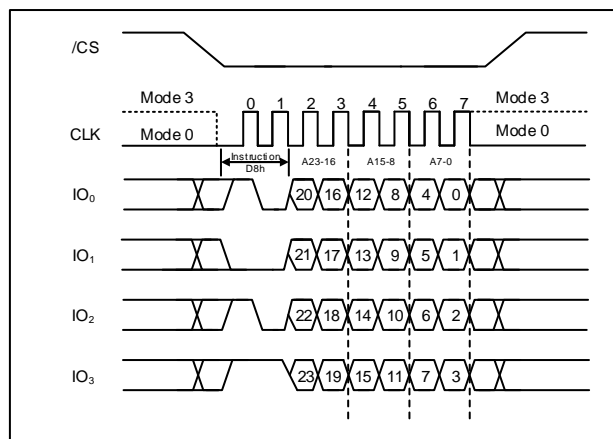 /CS
Mode 3 0 1 2 3 4 5 6 7 Mode 3
CLK Mode 0 Mode 0
Instruction A23-16 A15-8 A7-0
D8h
IO0 20 16 12 8 4 0
IO1 21 17 13 9 5 1
IO2 22 18 14 10 6 2
IO3 23 19 15 11 7 3